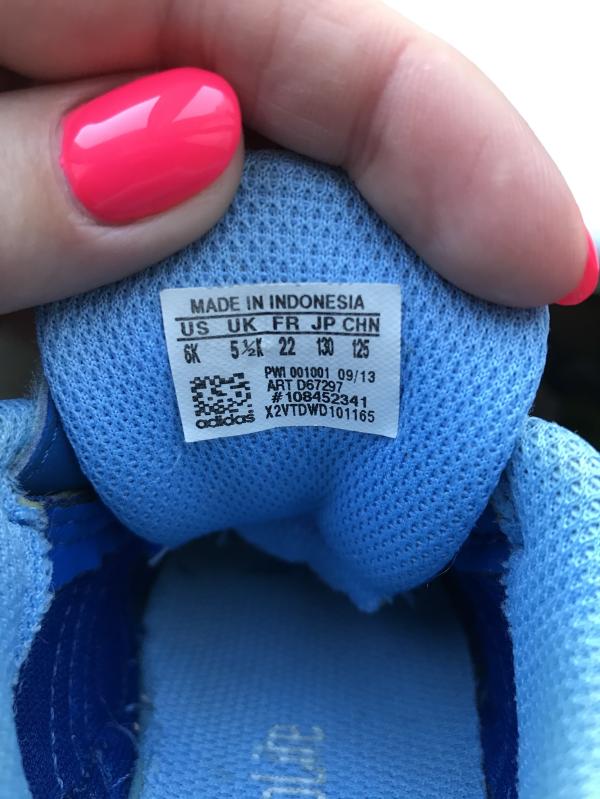 MADE IN INDONESIA
US UK FR JP CHN
6K 5½K 22 130 125
PWI 001001 09/13
ART D67297
#108452341
adidas X2VTDWD101165